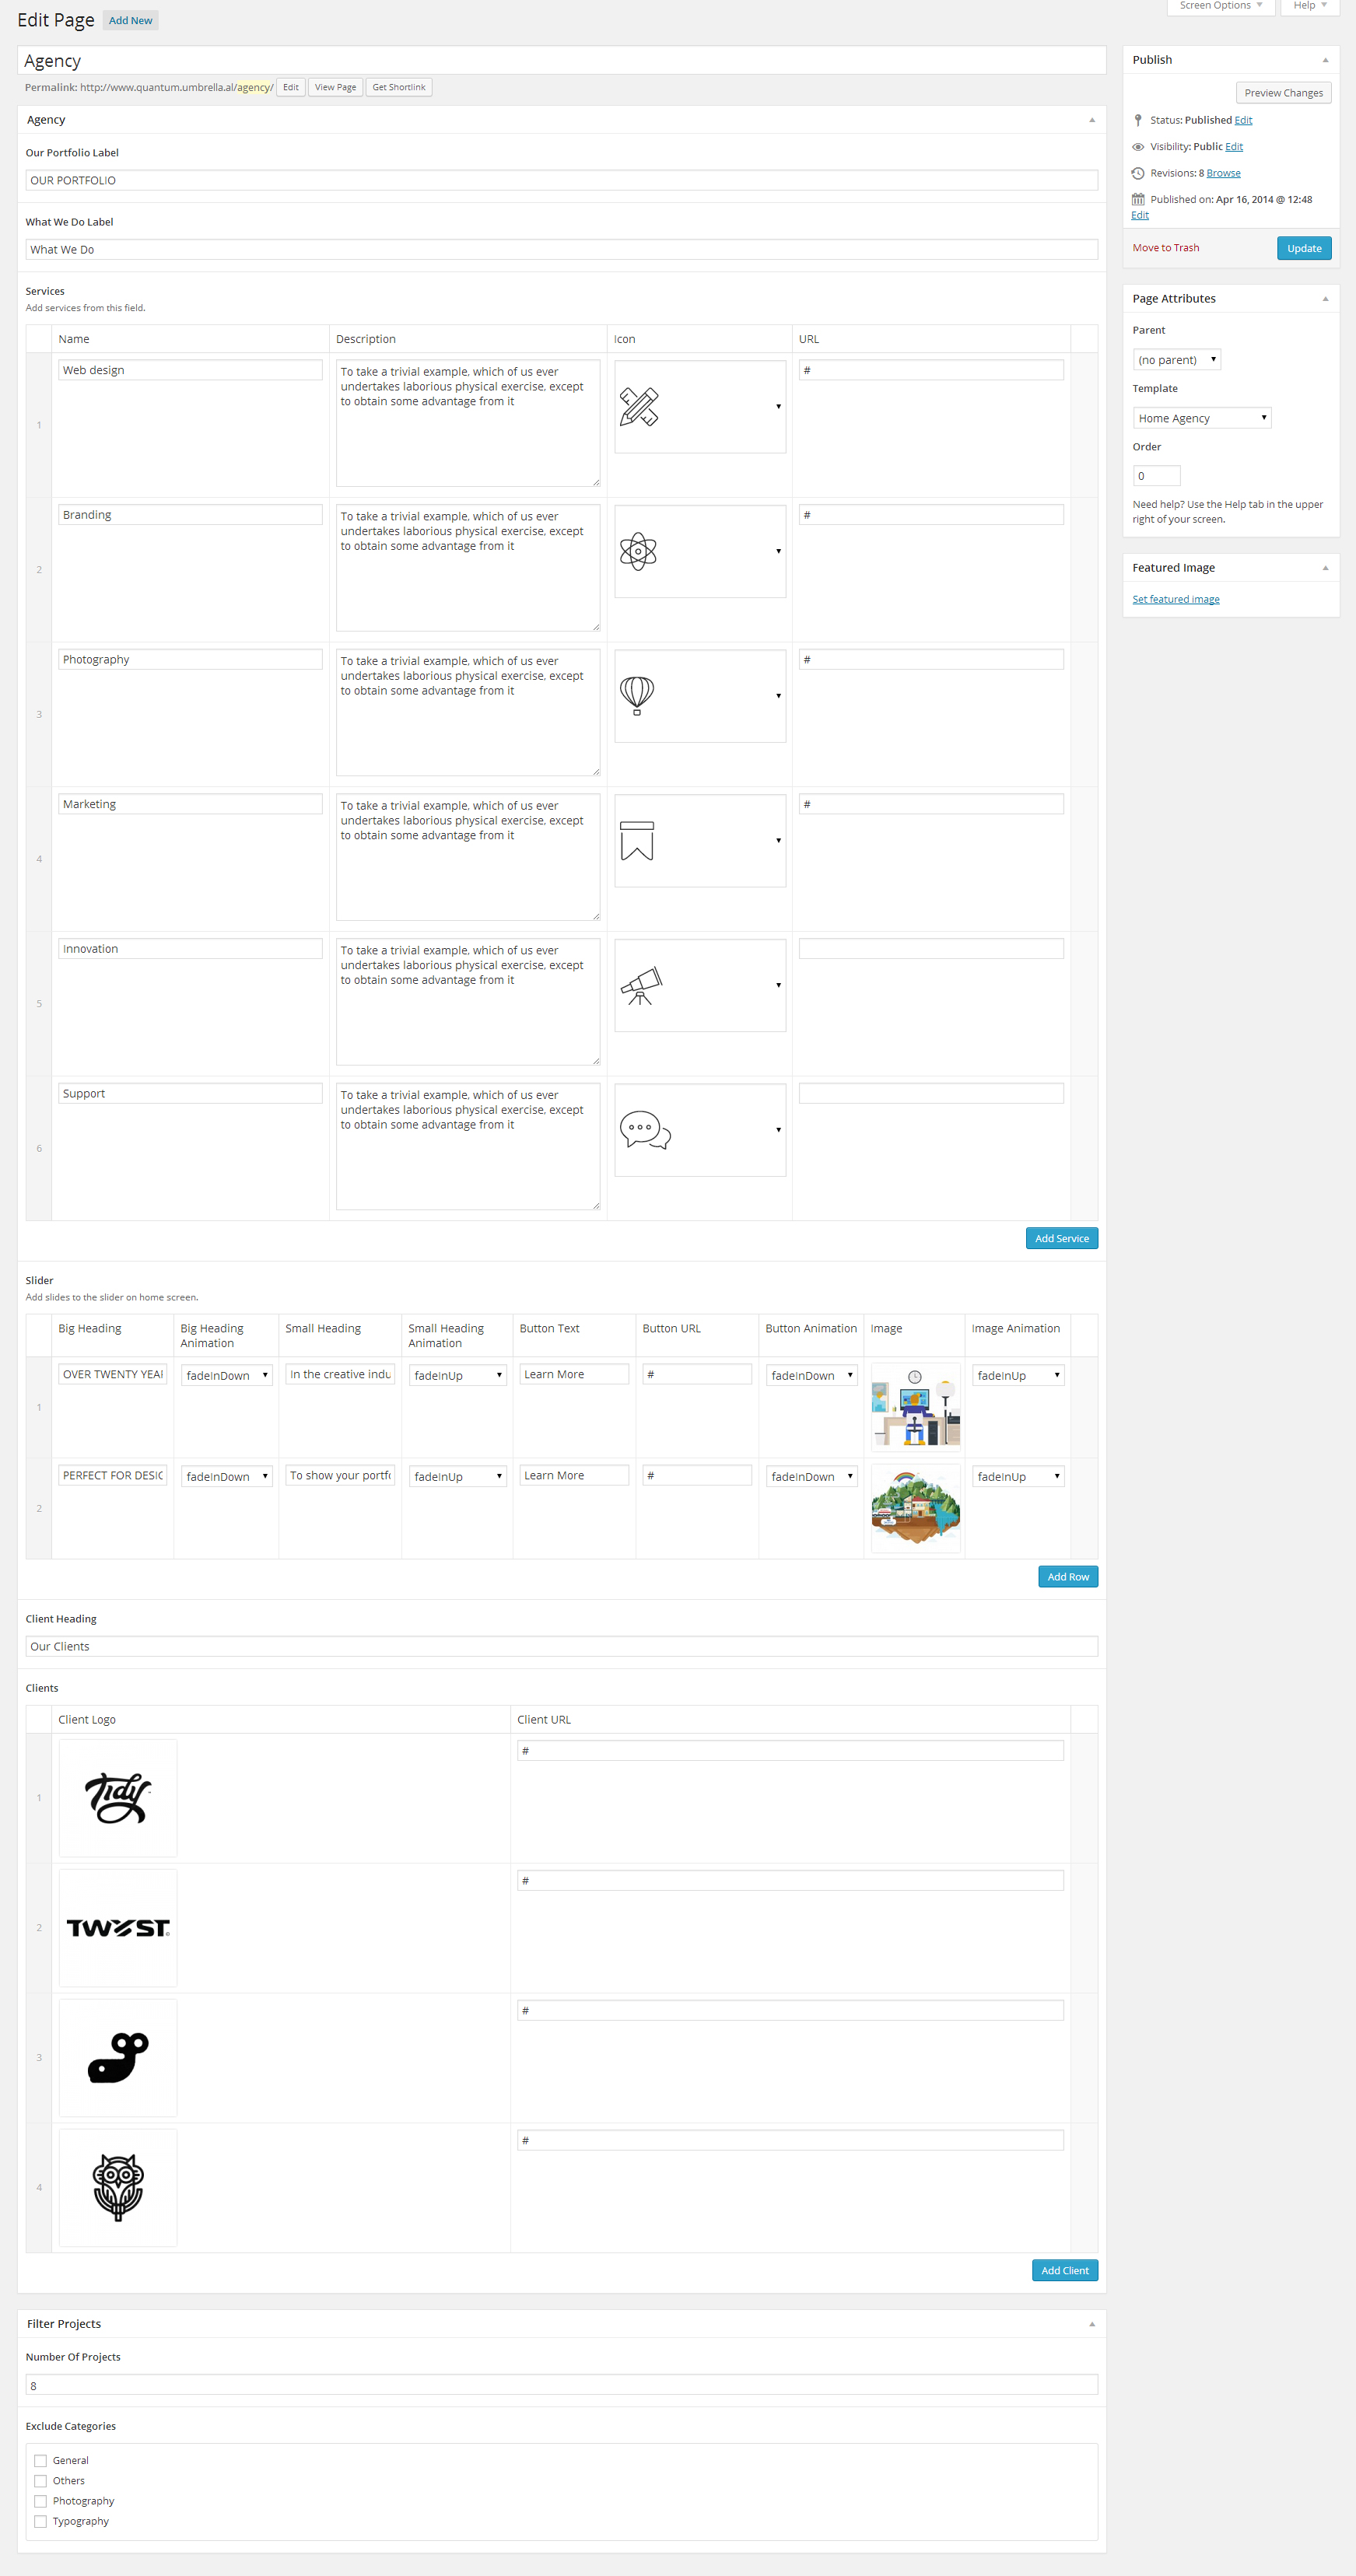 Edit Page Add New
Screen Options Help
Agency
Permalink: http://www.quantum.umbrella.al/agency/ Edit View Page Get Shortlink
Agency
Our Portfolio Label
OUR PORTFOLIO
What We Do Label
What We Do
Services
Add services from this field.
Name Description Icon URL
1
Web design
To take a trivial example, which of us ever
undertakes laborious physical exercise, except
to obtain some advantage from it
#
2
Branding
To take a trivial example, which of us ever
undertakes laborious physical exercise, except
to obtain some advantage from it
#
3
Photography
To take a trivial example, which of us ever
undertakes laborious physical exercise, except
to obtain some advantage from it
#
4
Marketing
To take a trivial example, which of us ever
undertakes laborious physical exercise, except
to obtain some advantage from it
#
5
Innovation
To take a trivial example, which of us ever
undertakes laborious physical exercise, except
to obtain some advantage from it
6
Support
To take a trivial example, which of us ever
undertakes laborious physical exercise, except
to obtain some advantage from it
Add Service
Slider
Add slides to the slider on home screen.
Big Heading
Big Heading
Animation
Small Heading
Small Heading
Animation
Button Text
Button URL
Button Animation
Image
Image Animation
1
OVER TWENTY YEAR fadeInDown In the creative indu fadeInUp Learn More # fadeInDown fadeInUp
2
PERFECT FOR DESIG fadeInDown To show your portfo fadeInUp Learn More # fadeInDown fadeInUp
Add Row
Client Heading
Our Clients
Clients
Client Logo Client URL
1
Tidy
#
2
TWYST
#
3
#
4
#
Add Client
Filter Projects
Number Of Projects
8
Exclude Categories
General
Others
Photography
Typography
Publish
Preview Changes
Status: Published Edit
Visibility: Public Edit
Revisions: 8 Browse
Published on: Apr 16, 2014 @ 12:48
Edit
Move to Trash Update
Page Attributes
Parent
(no parent)
Template
Home Agency
Order
0
Need help? Use the Help tab in the upper
right of your screen.
Featured Image
Set featured image